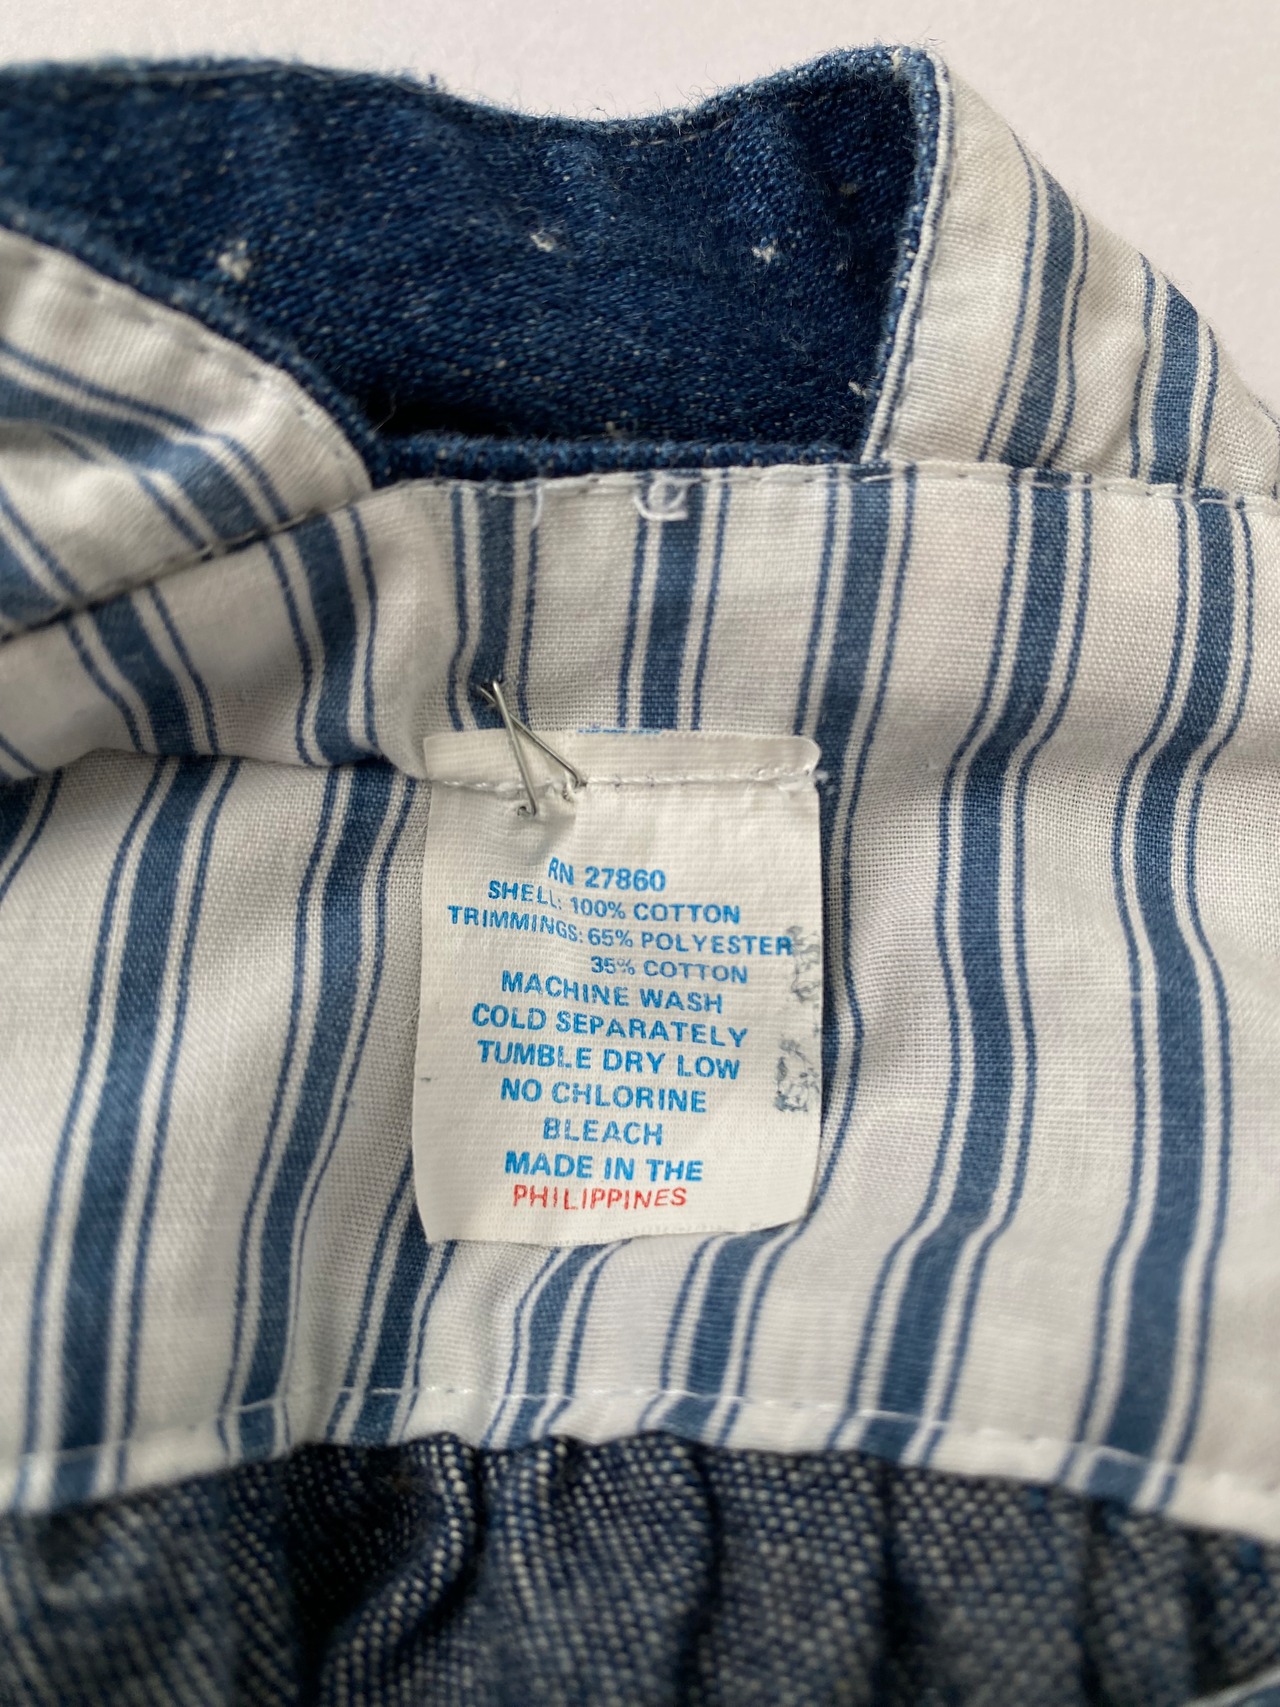 RN 27860
SHELL: 100% COTTON
TRIMMINGS: 65% POLYESTER
35% COTTON
MACHINE WASH
COLD SEPARATELY
TUMBLE DRY LOW
NO CHLORINE
BLEACH
MADE IN THE
PHILIPPINES